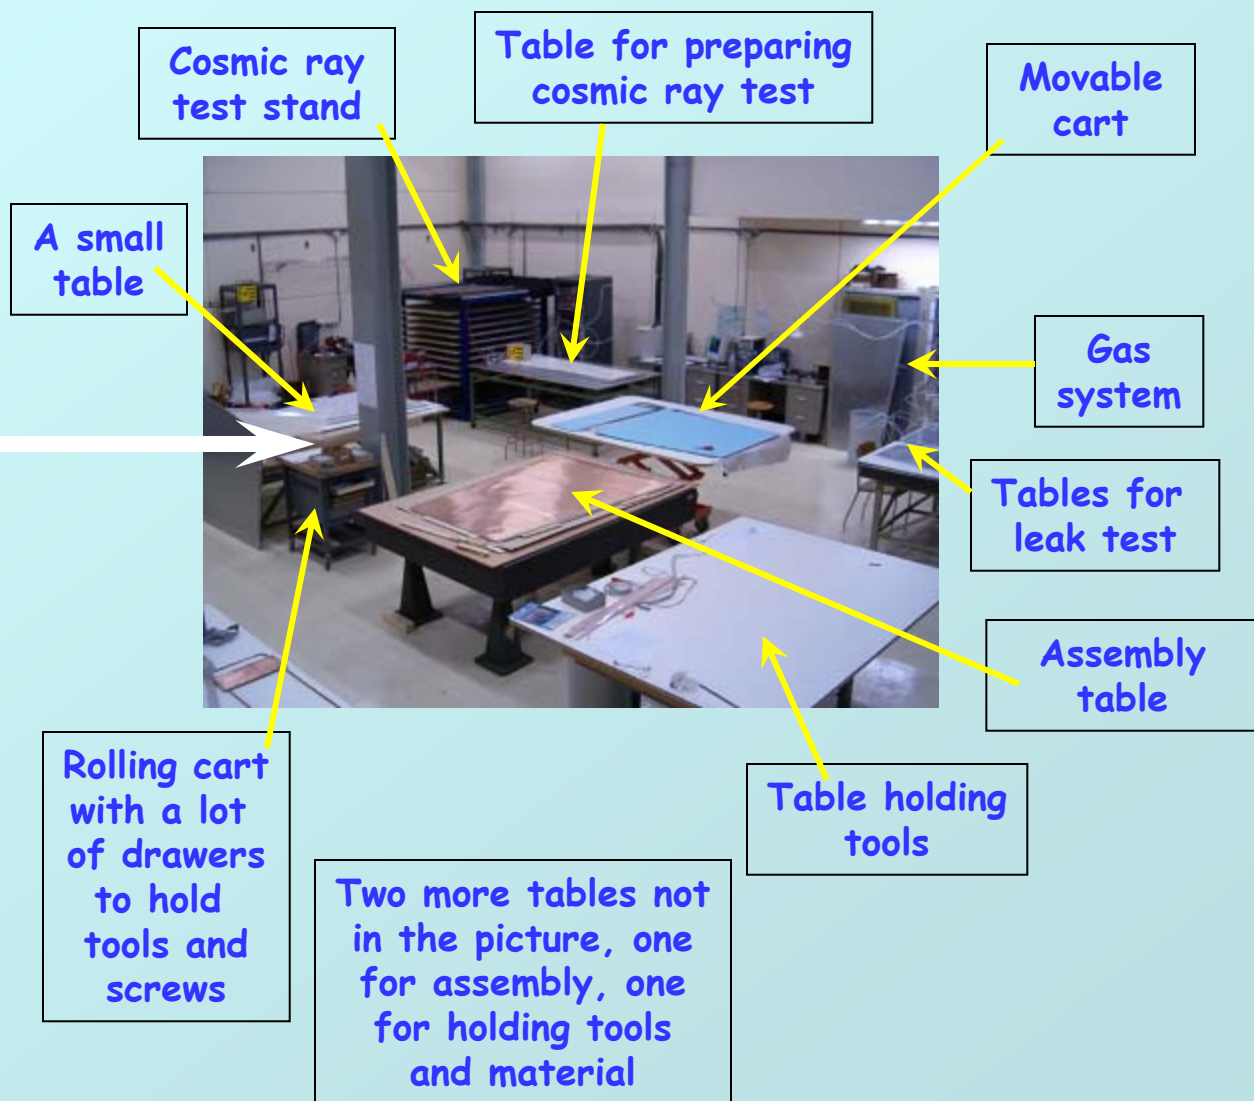 Cosmic ray
test stand
Table for preparing
cosmic ray test
Movable
cart
A small
table
Gas
system
Tables for
leak test
Assembly
table
Rolling cart
with a lot
of drawers
to hold
tools and
screws
Table holding
tools
Two more tables not
in the picture, one
for assembly, one
for holding tools
and material